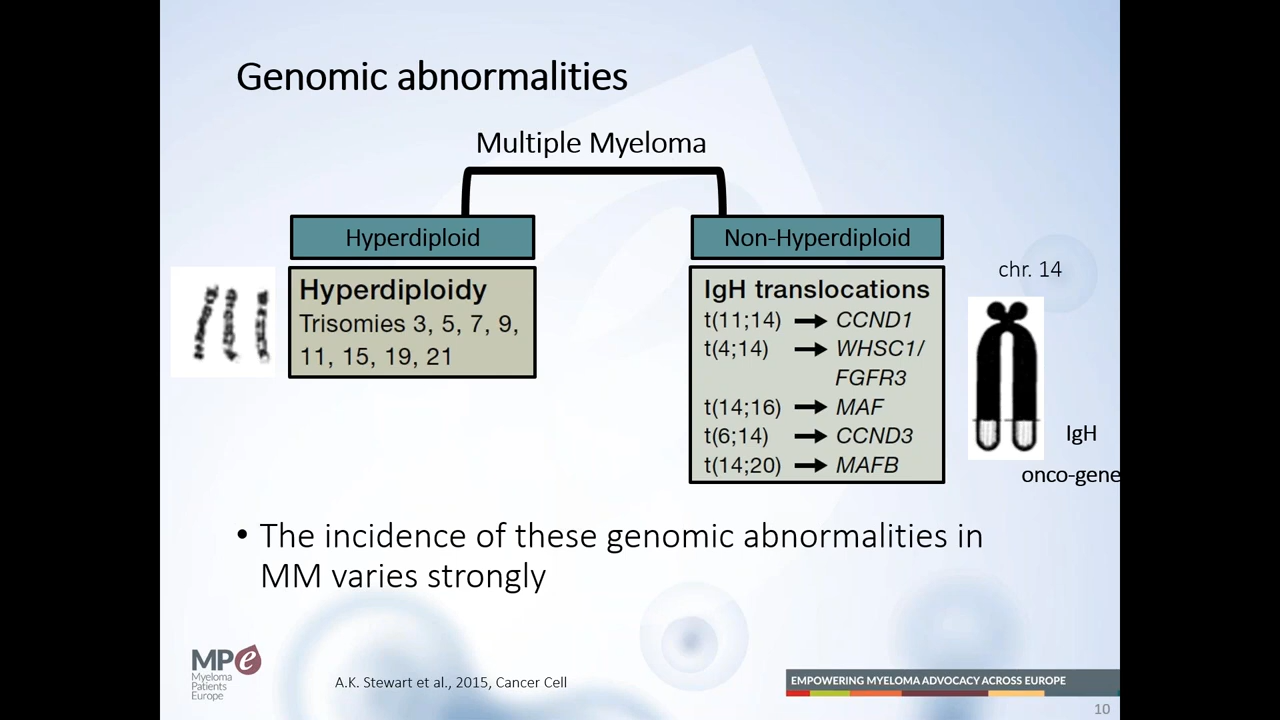 Genomic abnormalities
Multiple Myeloma
Hyperdiploid
Hyperdiploidy
Trisomies 3, 5, 7, 9,
11, 15, 19, 21
Non-Hyperdiploid
IgH translocations
t(11;14) → CCND1
t(4;14) → WHSC1/
FGFR3
t(14;16) → MAF
t(6;14) → CCND3
t(14;20) → MAFB
chr. 14
IgH
onco-gene
• The incidence of these genomic abnormalities in
MM varies strongly
MPe
Myeloma
Patients
Europe
A.K. Stewart et al., 2015, Cancer Cell
EMPOWERING MYELOMA ADVOCACY ACROSS EUROPE
10